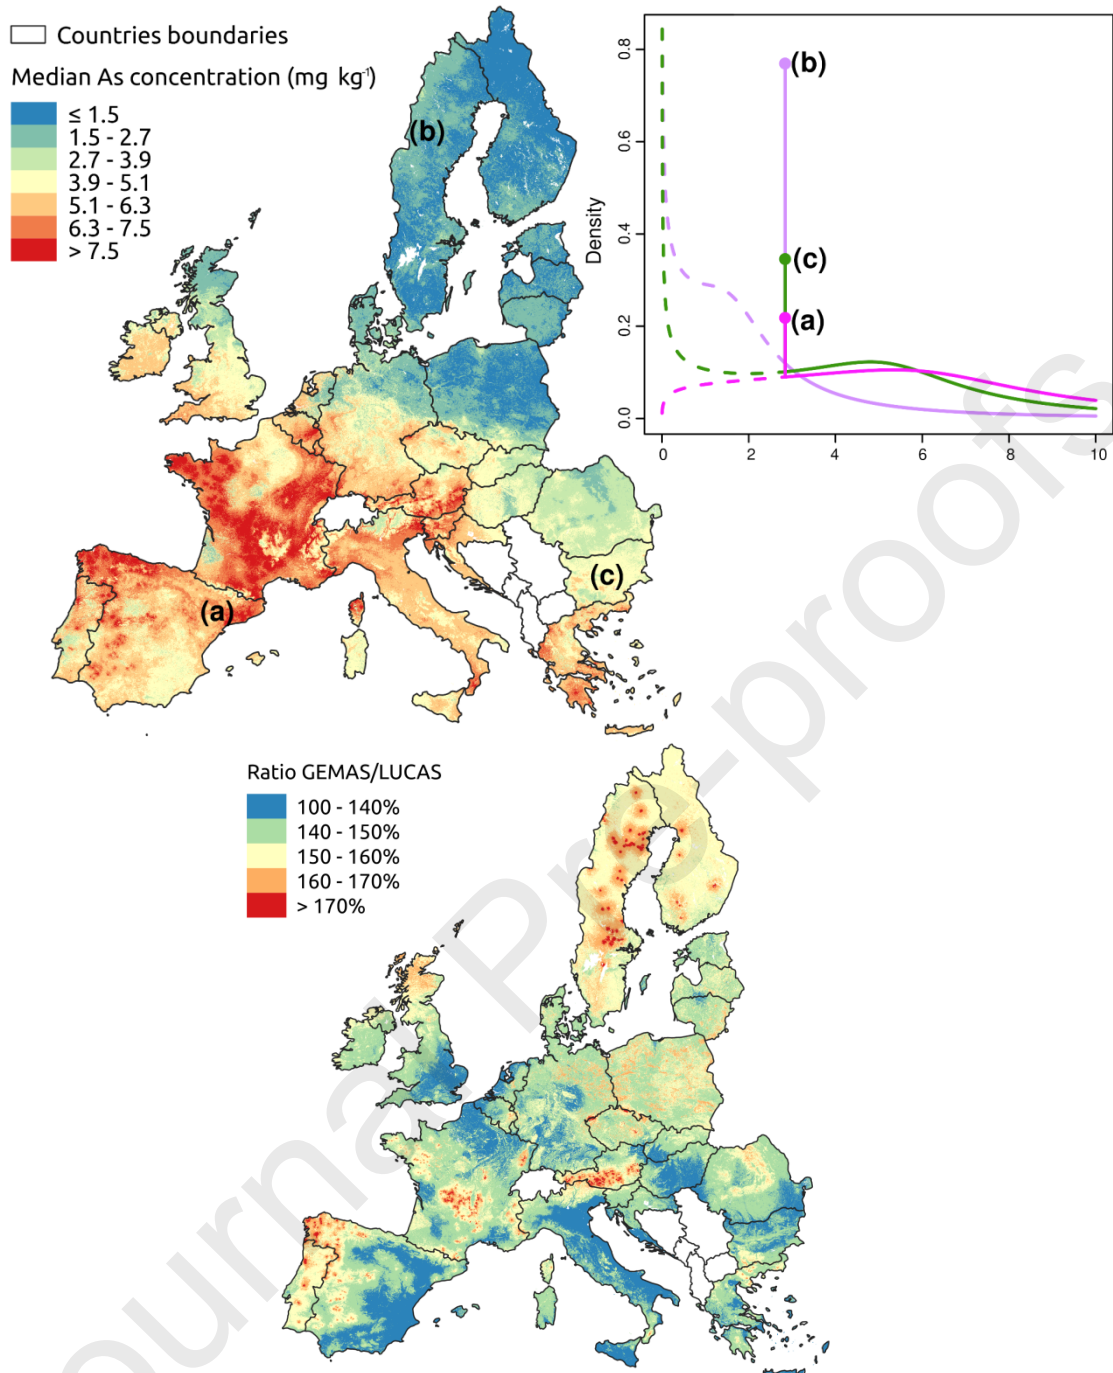 Countries boundaries
Median As concentration (mg kg⁻¹)
≤ 1.5
1.5 - 2.7
2.7 - 3.9
3.9 - 5.1
5.1 - 6.3
6.3 - 7.5
> 7.5
(b)
(a)
(c)
Density
0.8
0.6
0.4
0.2
0.0
(b)
(c)
(a)
0
2
4
6
8
10
Ratio GEMAS/LUCAS
100 - 140%
140 - 150%
150 - 160%
160 - 170%
> 170%
ournal Pre-proofs